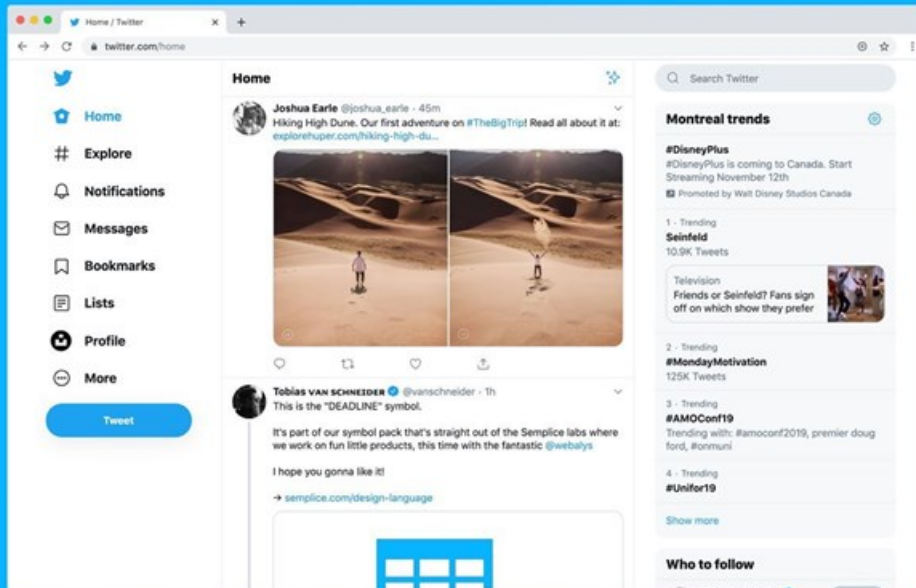 Home / Twitter
twitter.com/home
Home
Explore
Notifications
Messages
Bookmarks
Lists
Profile
More
Tweet
Home
Joshua Earle @joshua_earle · 45m
Hiking High Dune. Our first adventure on #TheBigTrip! Read all about it at:
explorehuper.com/hiking-high-du...
Tobias VAN SCHNEIDER @vanschneider · 1h
This is the "DEADLINE" symbol.
It's part of our symbol pack that's straight out of the Semplice labs where
we work on fun little products, this time with the fantastic @webalys
I hope you gonna like it!
→ semplice.com/design-language
Search Twitter
Montreal trends
#DisneyPlus
#DisneyPlus is coming to Canada. Start
Streaming November 12th
Promoted by Walt Disney Studios Canada
1 · Trending
Seinfeld
10.9K Tweets
Television
Friends or Seinfeld? Fans sign
off on which show they prefer
2 · Trending
#MondayMotivation
125K Tweets
3 · Trending
#AMOConf19
Trending with: #amoconf2019, premier doug
ford, #onmuni
4 · Trending
#Unifor19
Show more
Who to follow